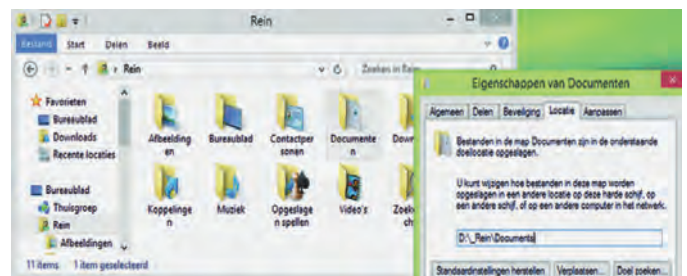 Rein
Bestand Start Delen Beeld
Rein
Zoeken in Rein
Favorieten
Bureaublad
Downloads
Recente locaties
Bureaublad
Thuisgroep
Rein
Afbeeldingen
Afbeelding
en
Bureaublad
Contactper
sonen
Documente
n
Down
Koppelinge
n
Muziek
Opgeslage
n spellen
Video's
Zoek
11 items 1 item geselecteerd
Eigenschappen van Documenten
Algemeen Delen Beveiliging Locatie Aanpassen
Bestanden in de map Documenten zijn in de onderstaande
doellocatie opgeslagen.
U kunt wijzigen hoe bestanden in deze map worden
opgeslagen in een andere locatie op deze harde schijf, op
een andere schijf, of op een andere computer in het netwerk.
D:\_Rein\Documents
Standaardinstellingen herstellen Verplaatsen... Doel zoeken...